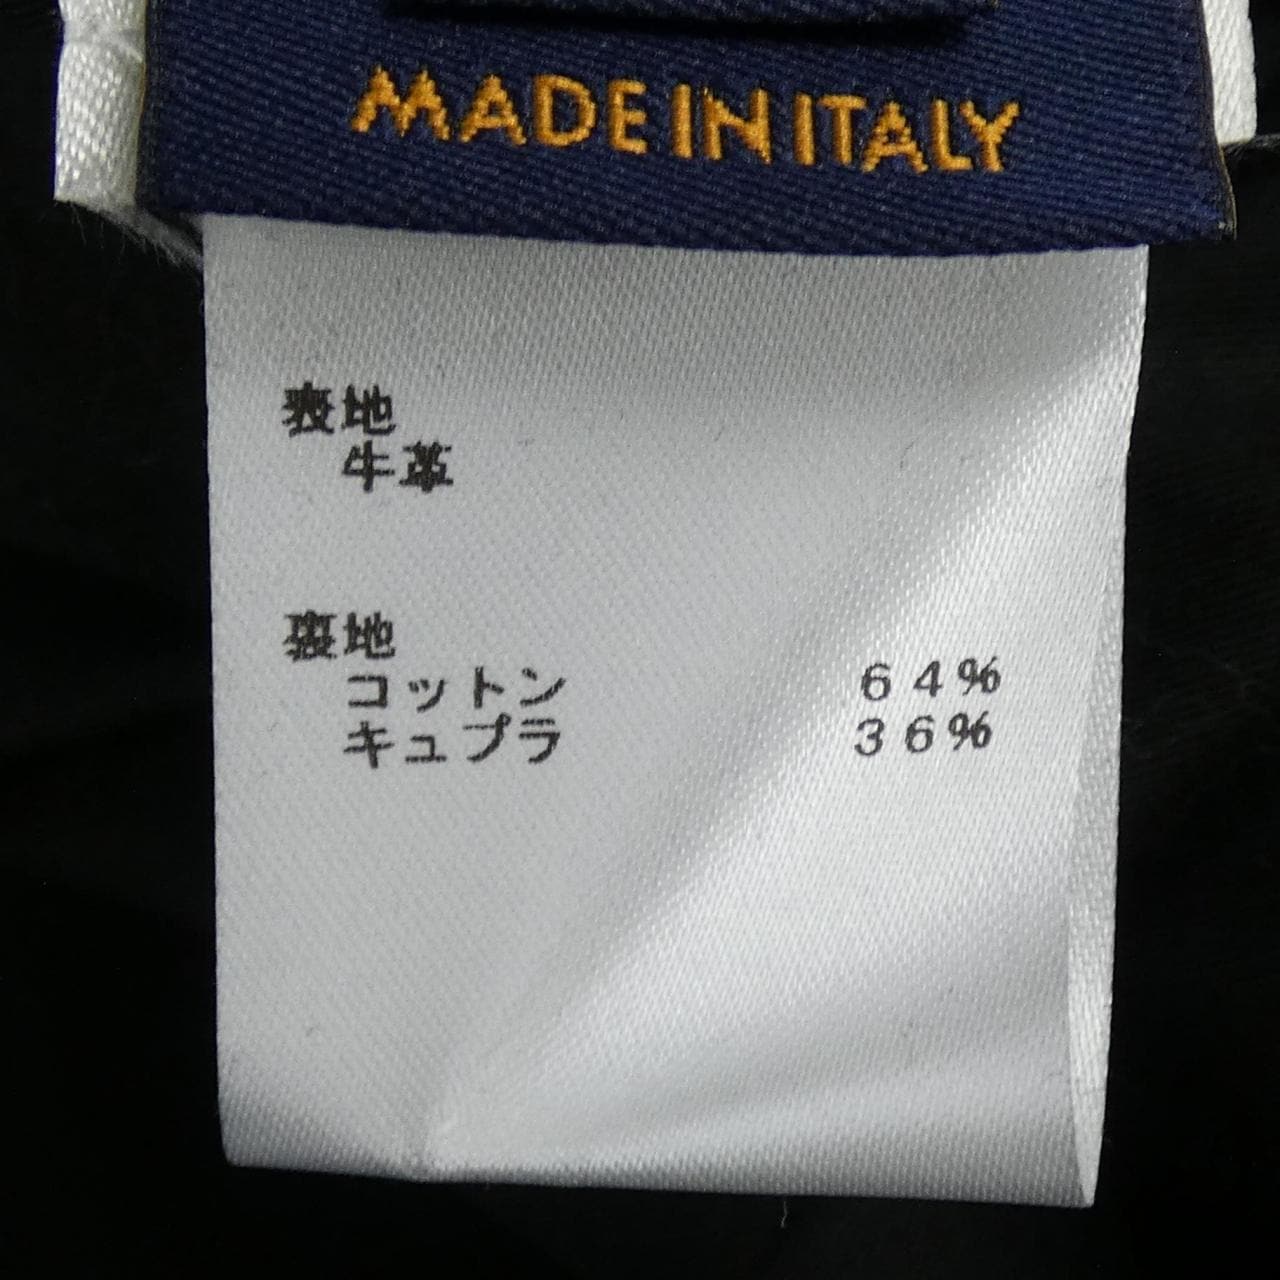 MADE IN ITALY
表地
牛革
裏地
コットン 64%
キュプラ 36%